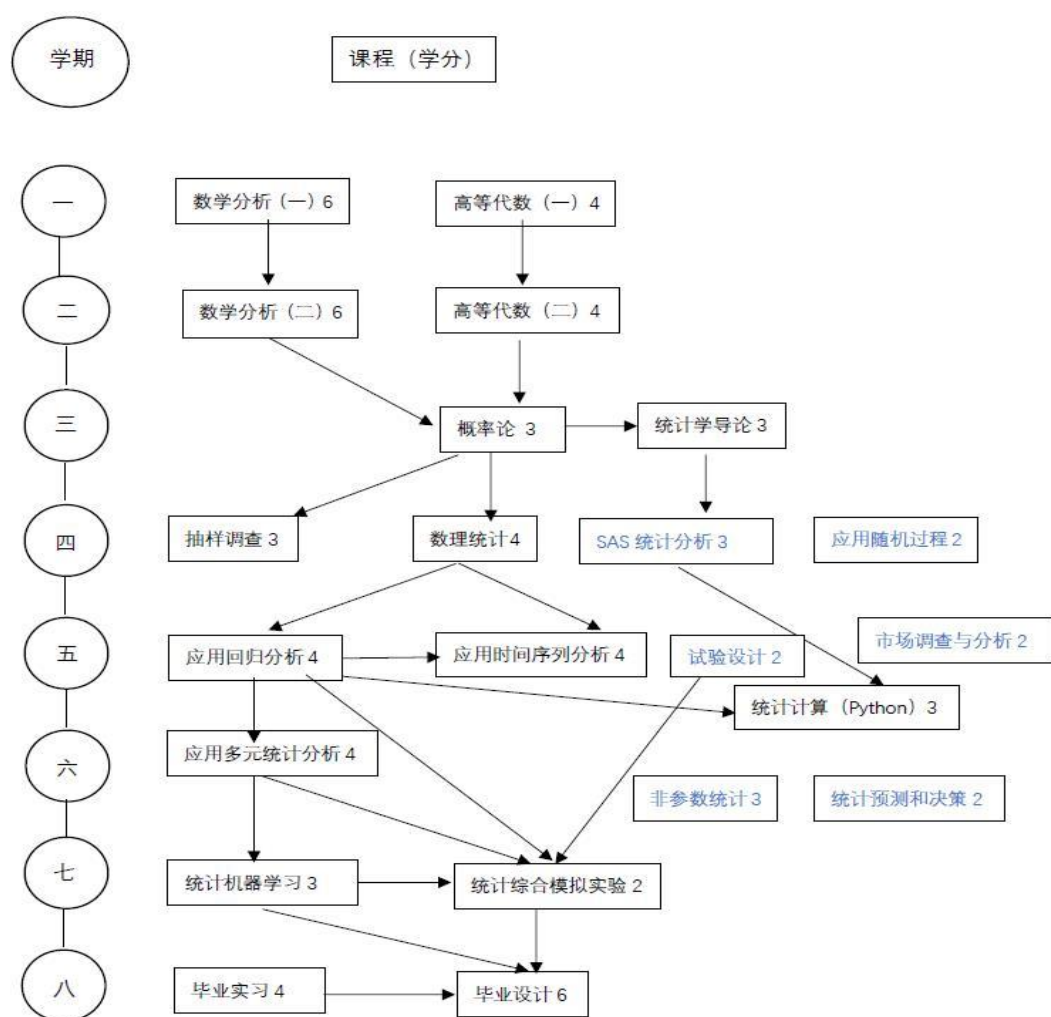 学期
课程（学分）
一
数学分析（一）6
高等代数（一）4
二
数学分析（二）6
高等代数（二）4
三
概率论 3
统计学导论 3
四
抽样调查 3
数理统计 4
SAS 统计分析 3
应用随机过程 2
五
应用回归分析 4
应用时间序列分析 4
试验设计 2
市场调查与分析 2
统计计算（Python）3
六
应用多元统计分析 4
非参数统计 3
统计预测和决策 2
七
统计机器学习 3
统计综合模拟实验 2
八
毕业实习 4
毕业设计 6